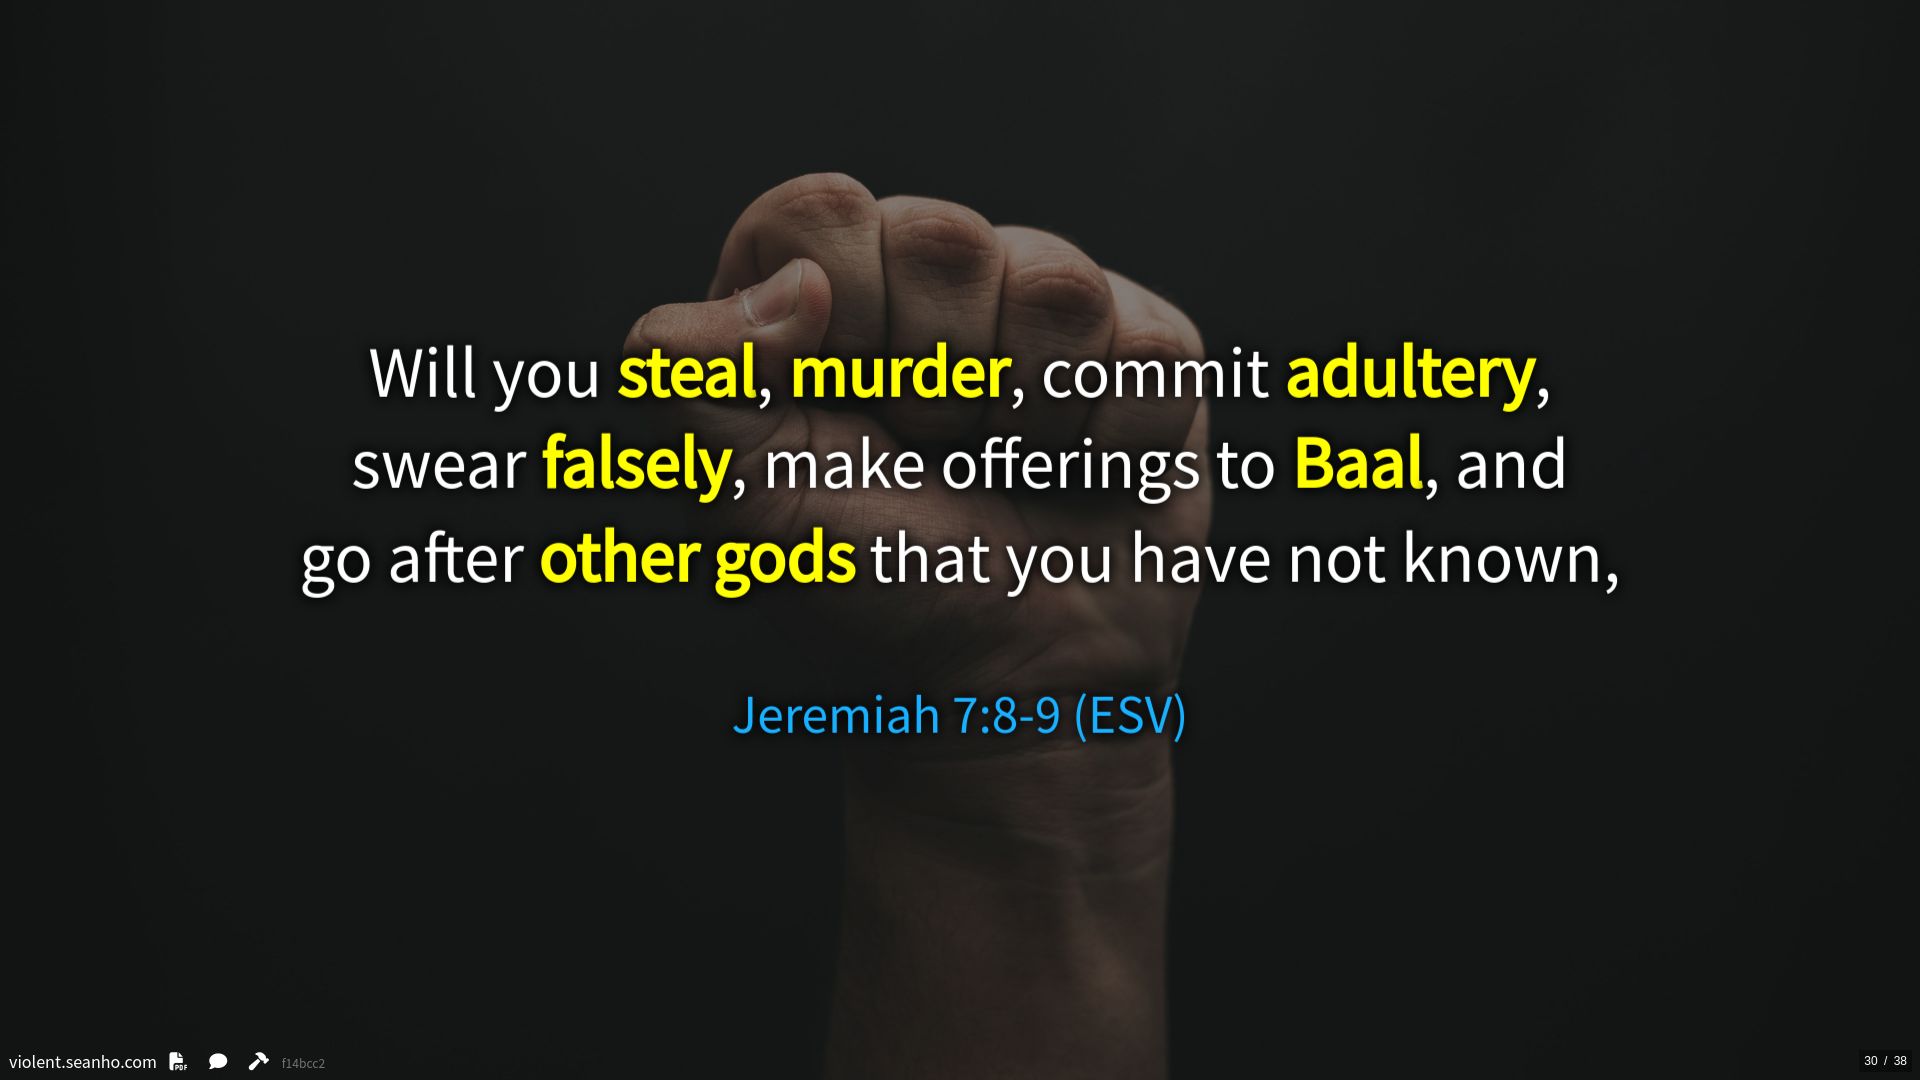 Will you steal, murder, commit adultery,
swear falsely, make offerings to Baal, and
go after other gods that you have not known,
Jeremiah 7:8-9 (ESV)
violent.seanho.com PDF f14bcc2
30 / 38